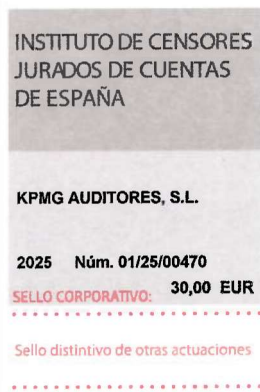 INSTITUTO DE CENSORES
JURADOS DE CUENTAS
DE ESPAÑA
KPMG AUDITORES, S.L.
2025 Núm. 01/25/00470
SELLO CORPORATIVO: 30,00 EUR
Sello distintivo de otras actuaciones